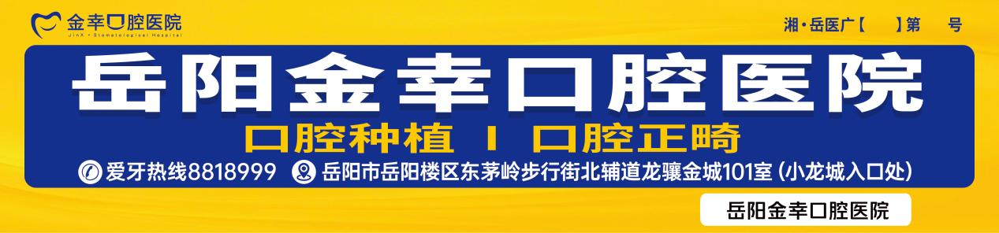 金幸口腔医院
JinX · Stomatological Hospital
湘·岳医广【 】第 号
岳阳金幸口腔医院
口腔种植 | 口腔正畸
爱牙热线8818999 岳阳市岳阳楼区东茅岭步行街北辅道龙骧金城101室（小龙城入口处）
岳阳金幸口腔医院